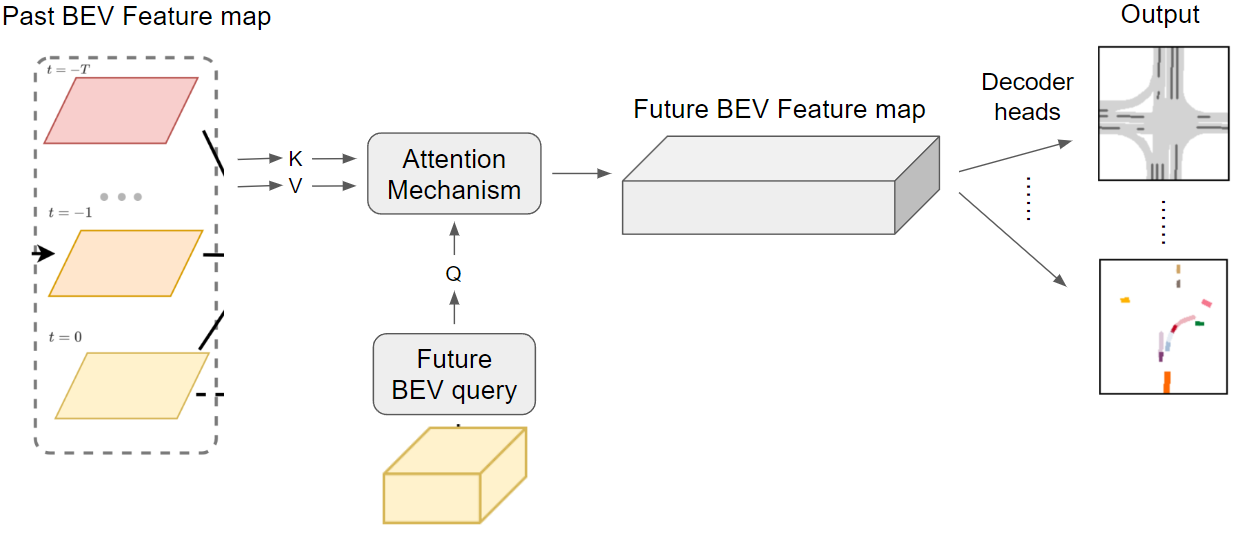 Past BEV Feature map
t = −T
t = −1
t = 0
K
V
Attention
Mechanism
Q
Future
BEV query
Future BEV Feature map
Decoder
heads
Output